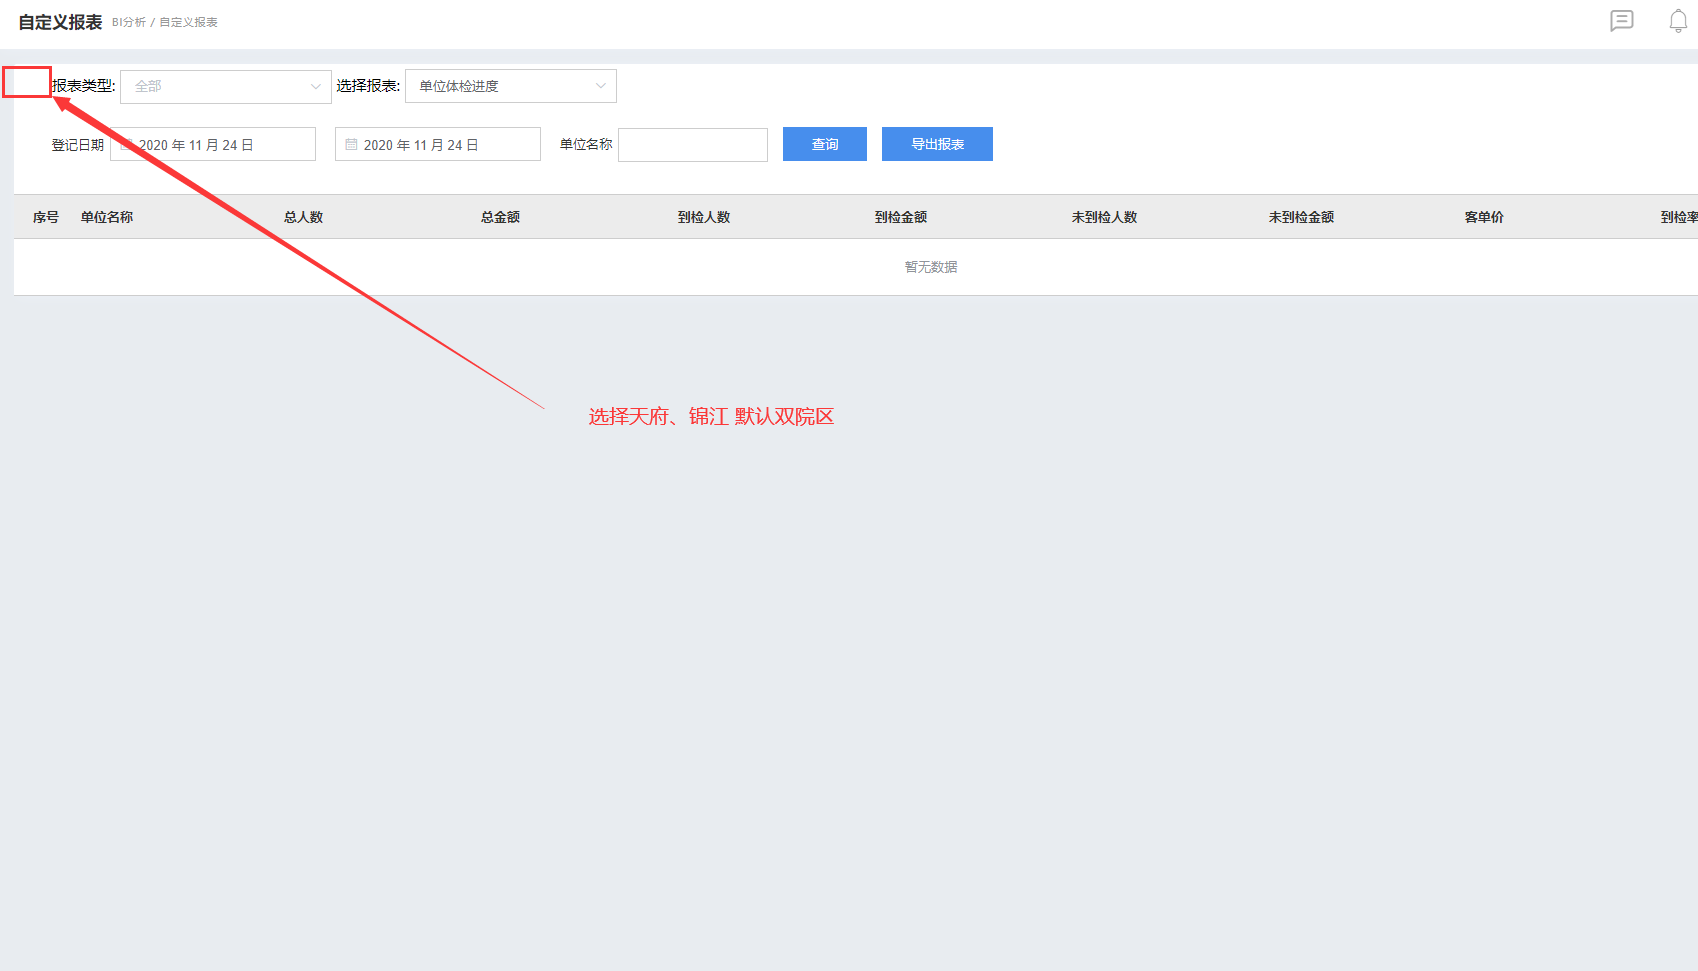 自定义报表 BI分析 / 自定义报表
报表类型: 全部 选择报表: 单位体检进度
登记日期 2020 年 11 月 24 日 2020 年 11 月 24 日 单位名称 查询 导出报表
序号 单位名称 总人数 总金额 到检人数 到检金额 未到检人数 未到检金额 客单价 到检率
暂无数据
选择天府、锦江 默认双院区